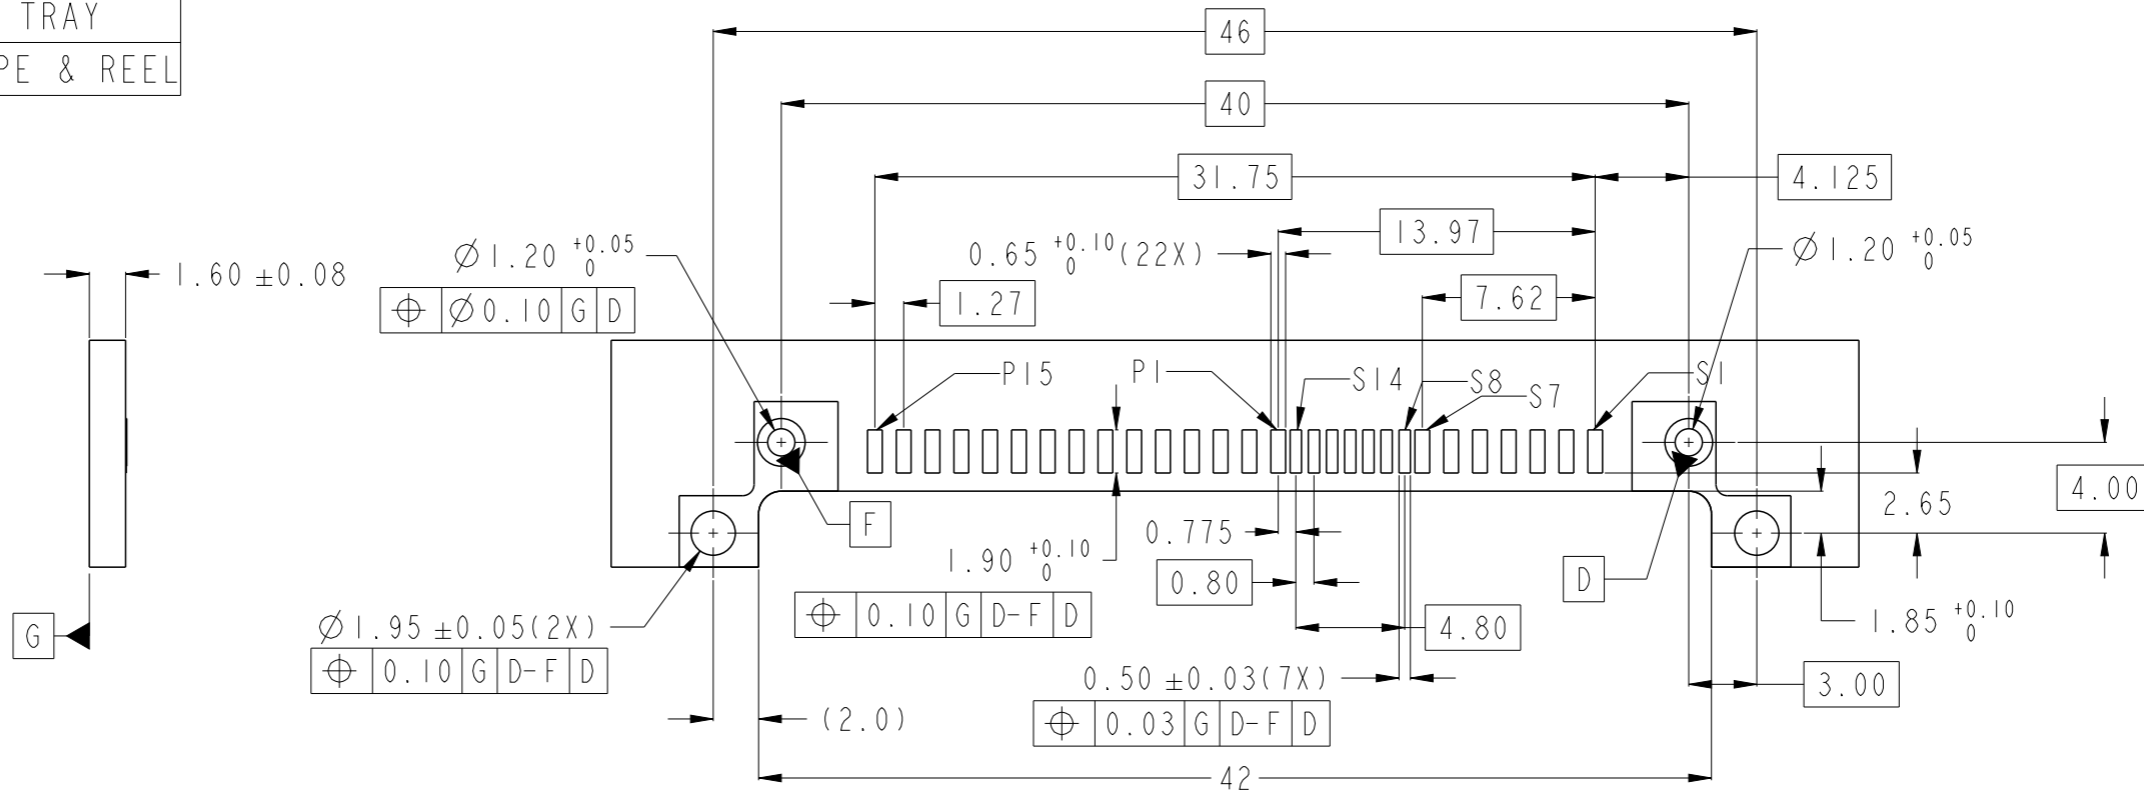 TRAY
PE & REEL
46
40
31.75
4.125
13.97
0.65 +0.10 0 (22X)
Ø1.20 +0.05 0
Ø1.20 +0.05 0
1.60 ±0.08
⌖ Ø0.10 G D
1.27
7.62
P15
P1
S14
S8
S7
S1
F
0.775
2.65
4.00
1.90 +0.10 0
0.80
D
⌖ 0.10 G D-F D
G
Ø1.95 ±0.05(2X)
4.80
1.85 +0.10 0
⌖ 0.10 G D-F D
0.50 ±0.03(7X)
3.00
(2.0)
⌖ 0.03 G D-F D
42